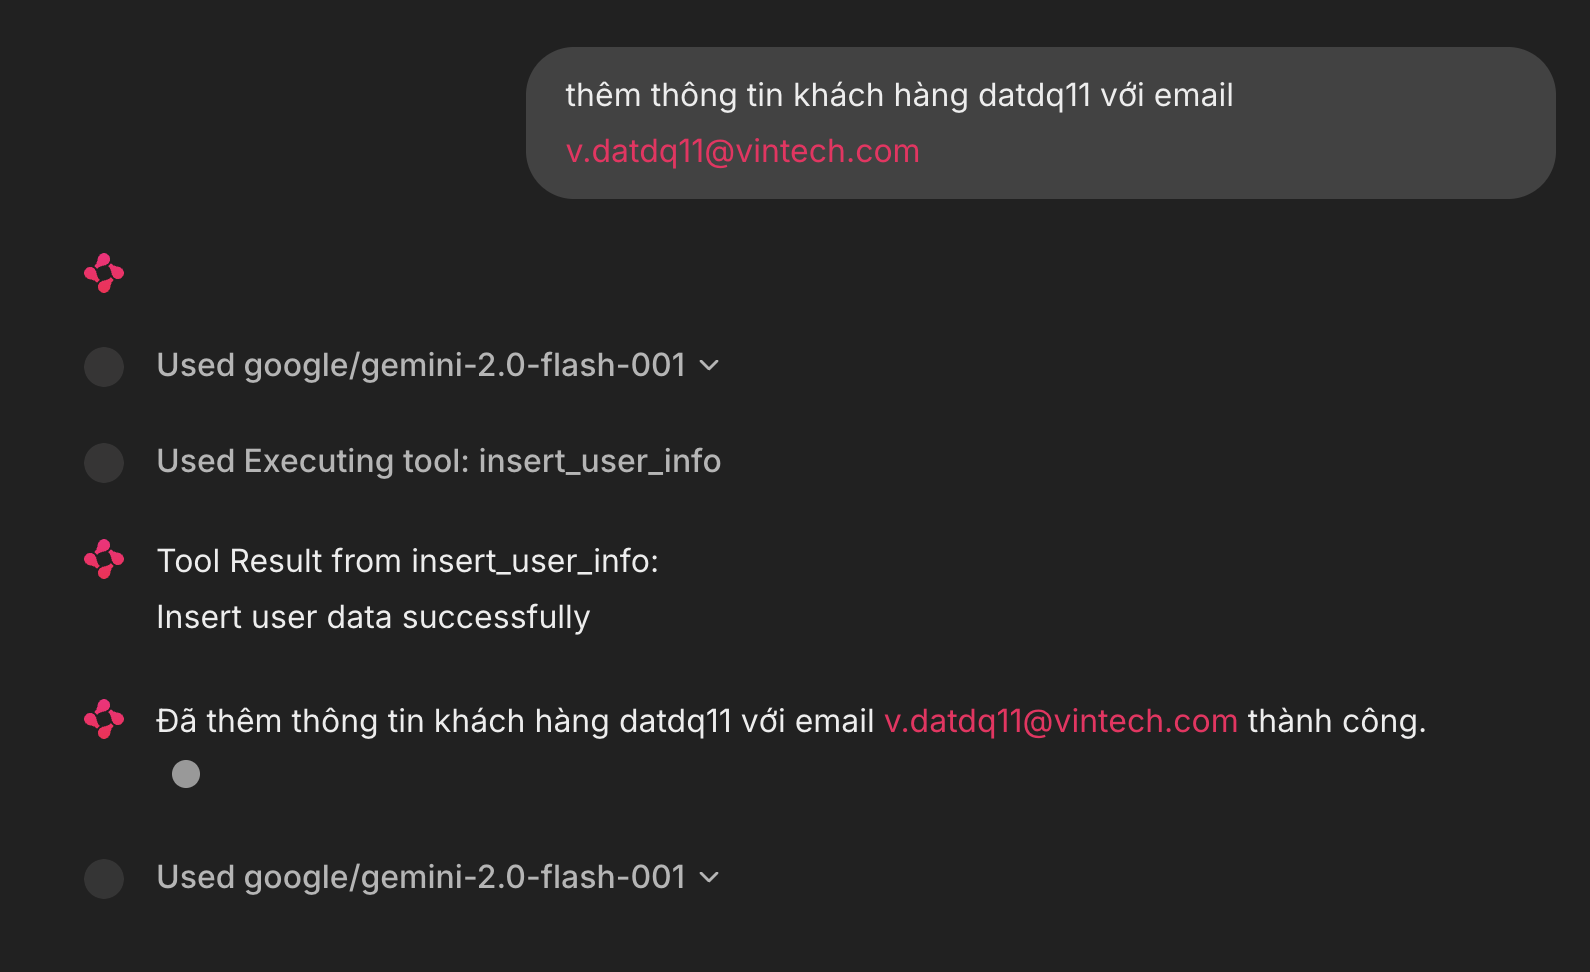 thêm thông tin khách hàng datdq11 với email
v.datdq11@vintech.com
Used google/gemini-2.0-flash-001
Used Executing tool: insert_user_info
Tool Result from insert_user_info:
Insert user data successfully
Đã thêm thông tin khách hàng datdq11 với email v.datdq11@vintech.com thành công.
Used google/gemini-2.0-flash-001